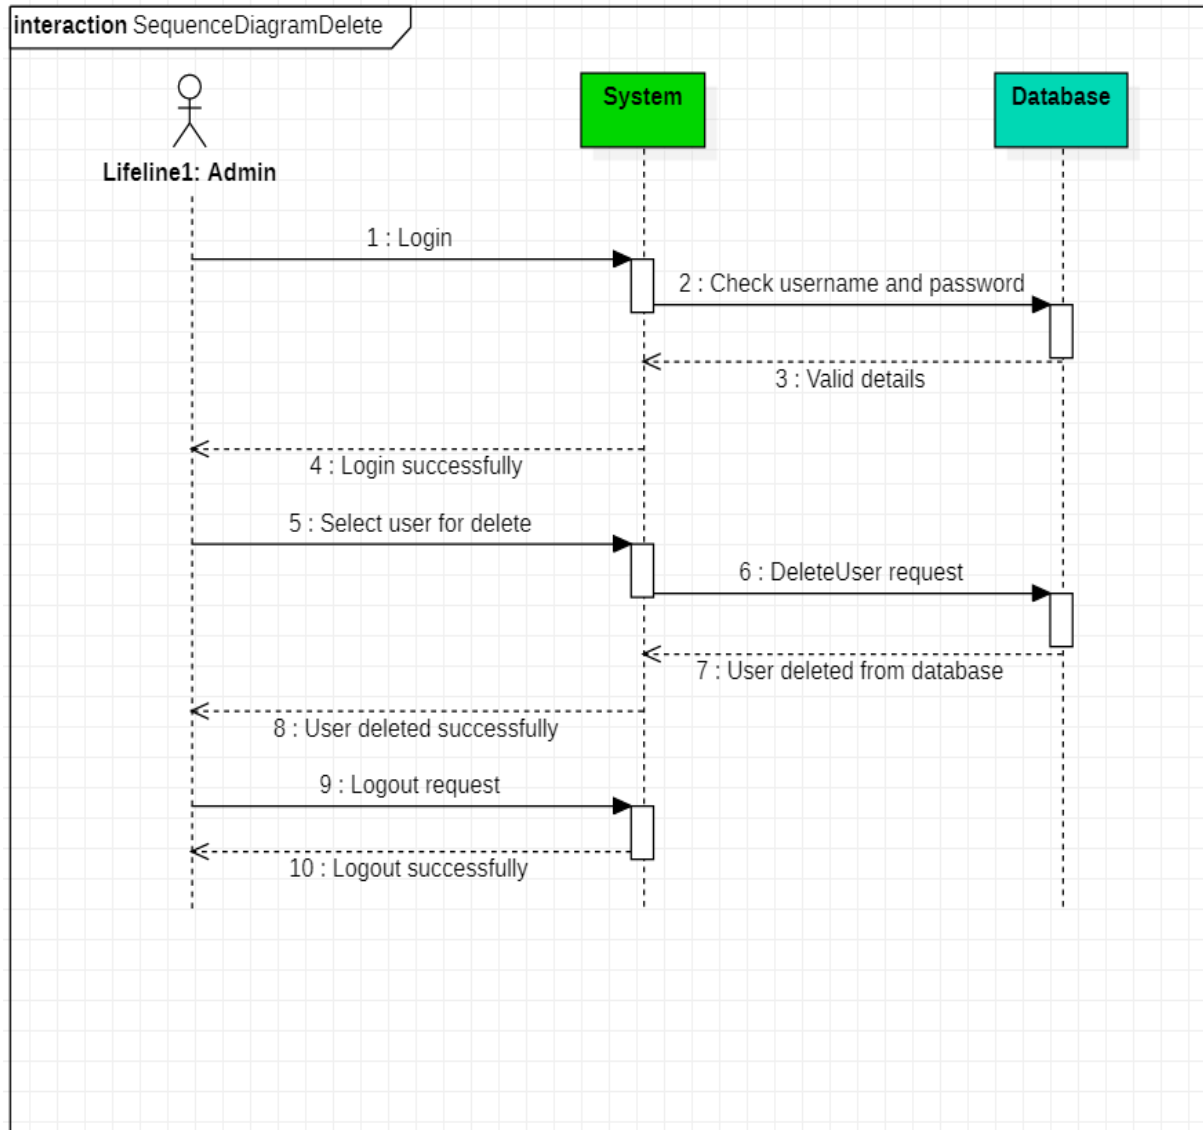 interaction SequenceDiagramDelete
System
Database
Lifeline1: Admin
1 : Login
2 : Check username and password
3 : Valid details
4 : Login successfully
5 : Select user for delete
6 : DeleteUser request
7 : User deleted from database
8 : User deleted successfully
9 : Logout request
10 : Logout successfully